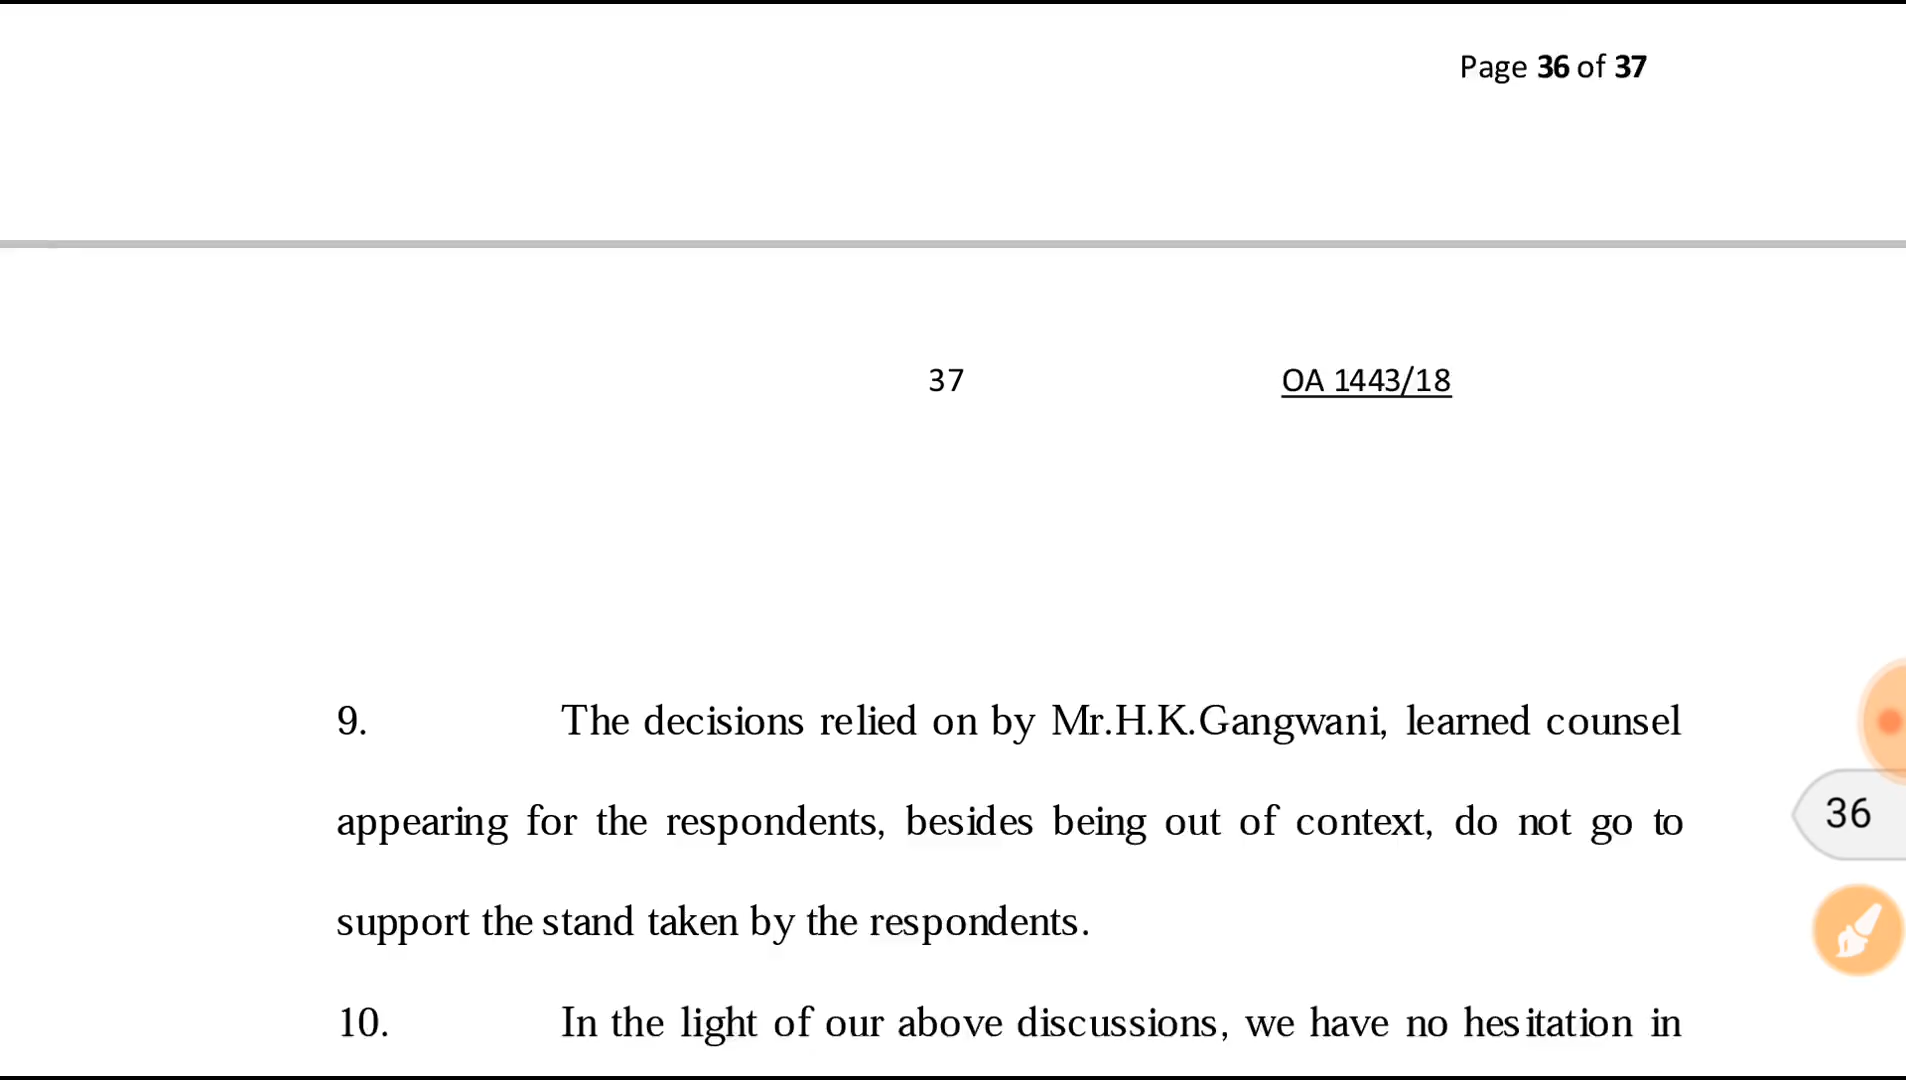 Page 36 of 37
37 OA 1443/18
9. The decisions relied on by Mr.H.K.Gangwani, learned counsel
appearing for the respondents, besides being out of context, do not go to
36
support the stand taken by the respondents.
10. In the light of our above discussions, we have no hesitation in